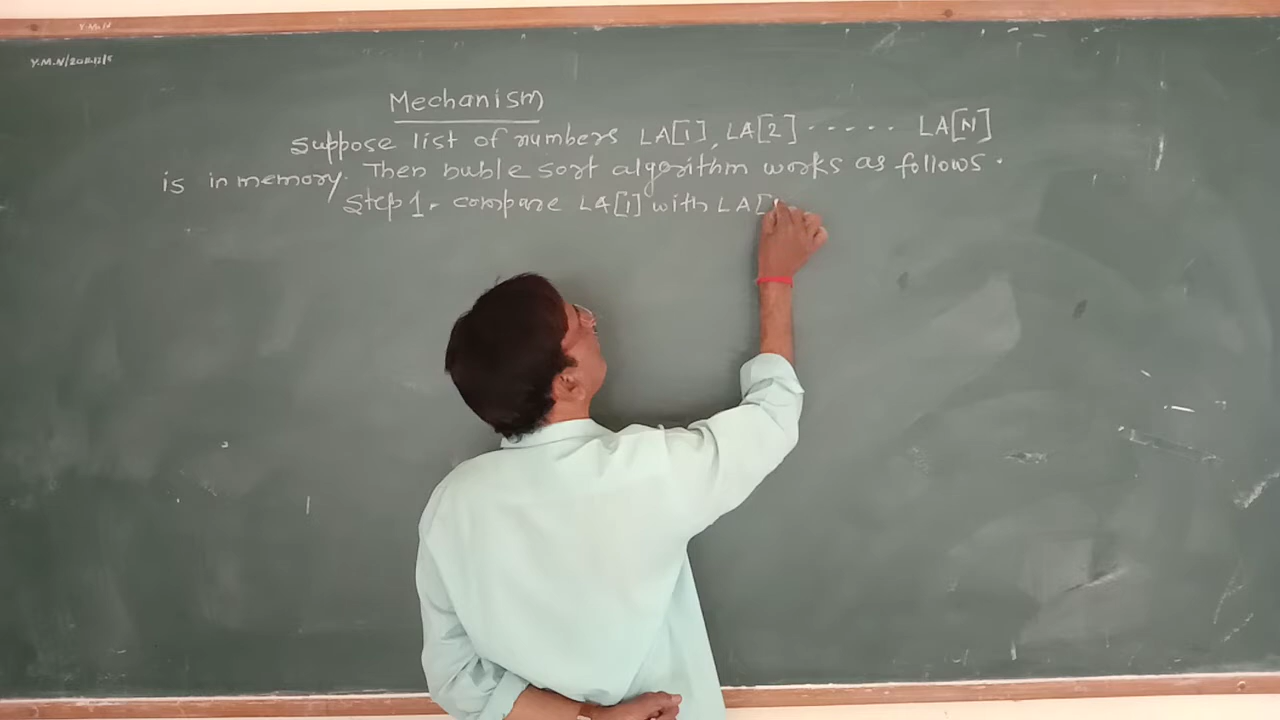 Y.M.N
Mechanism
Suppose list of numbers LA[1], LA[2] ...... LA[N]
is in memory. Then buble sort algorithm works as follows.
Step 1. compare LA[1] with LA[